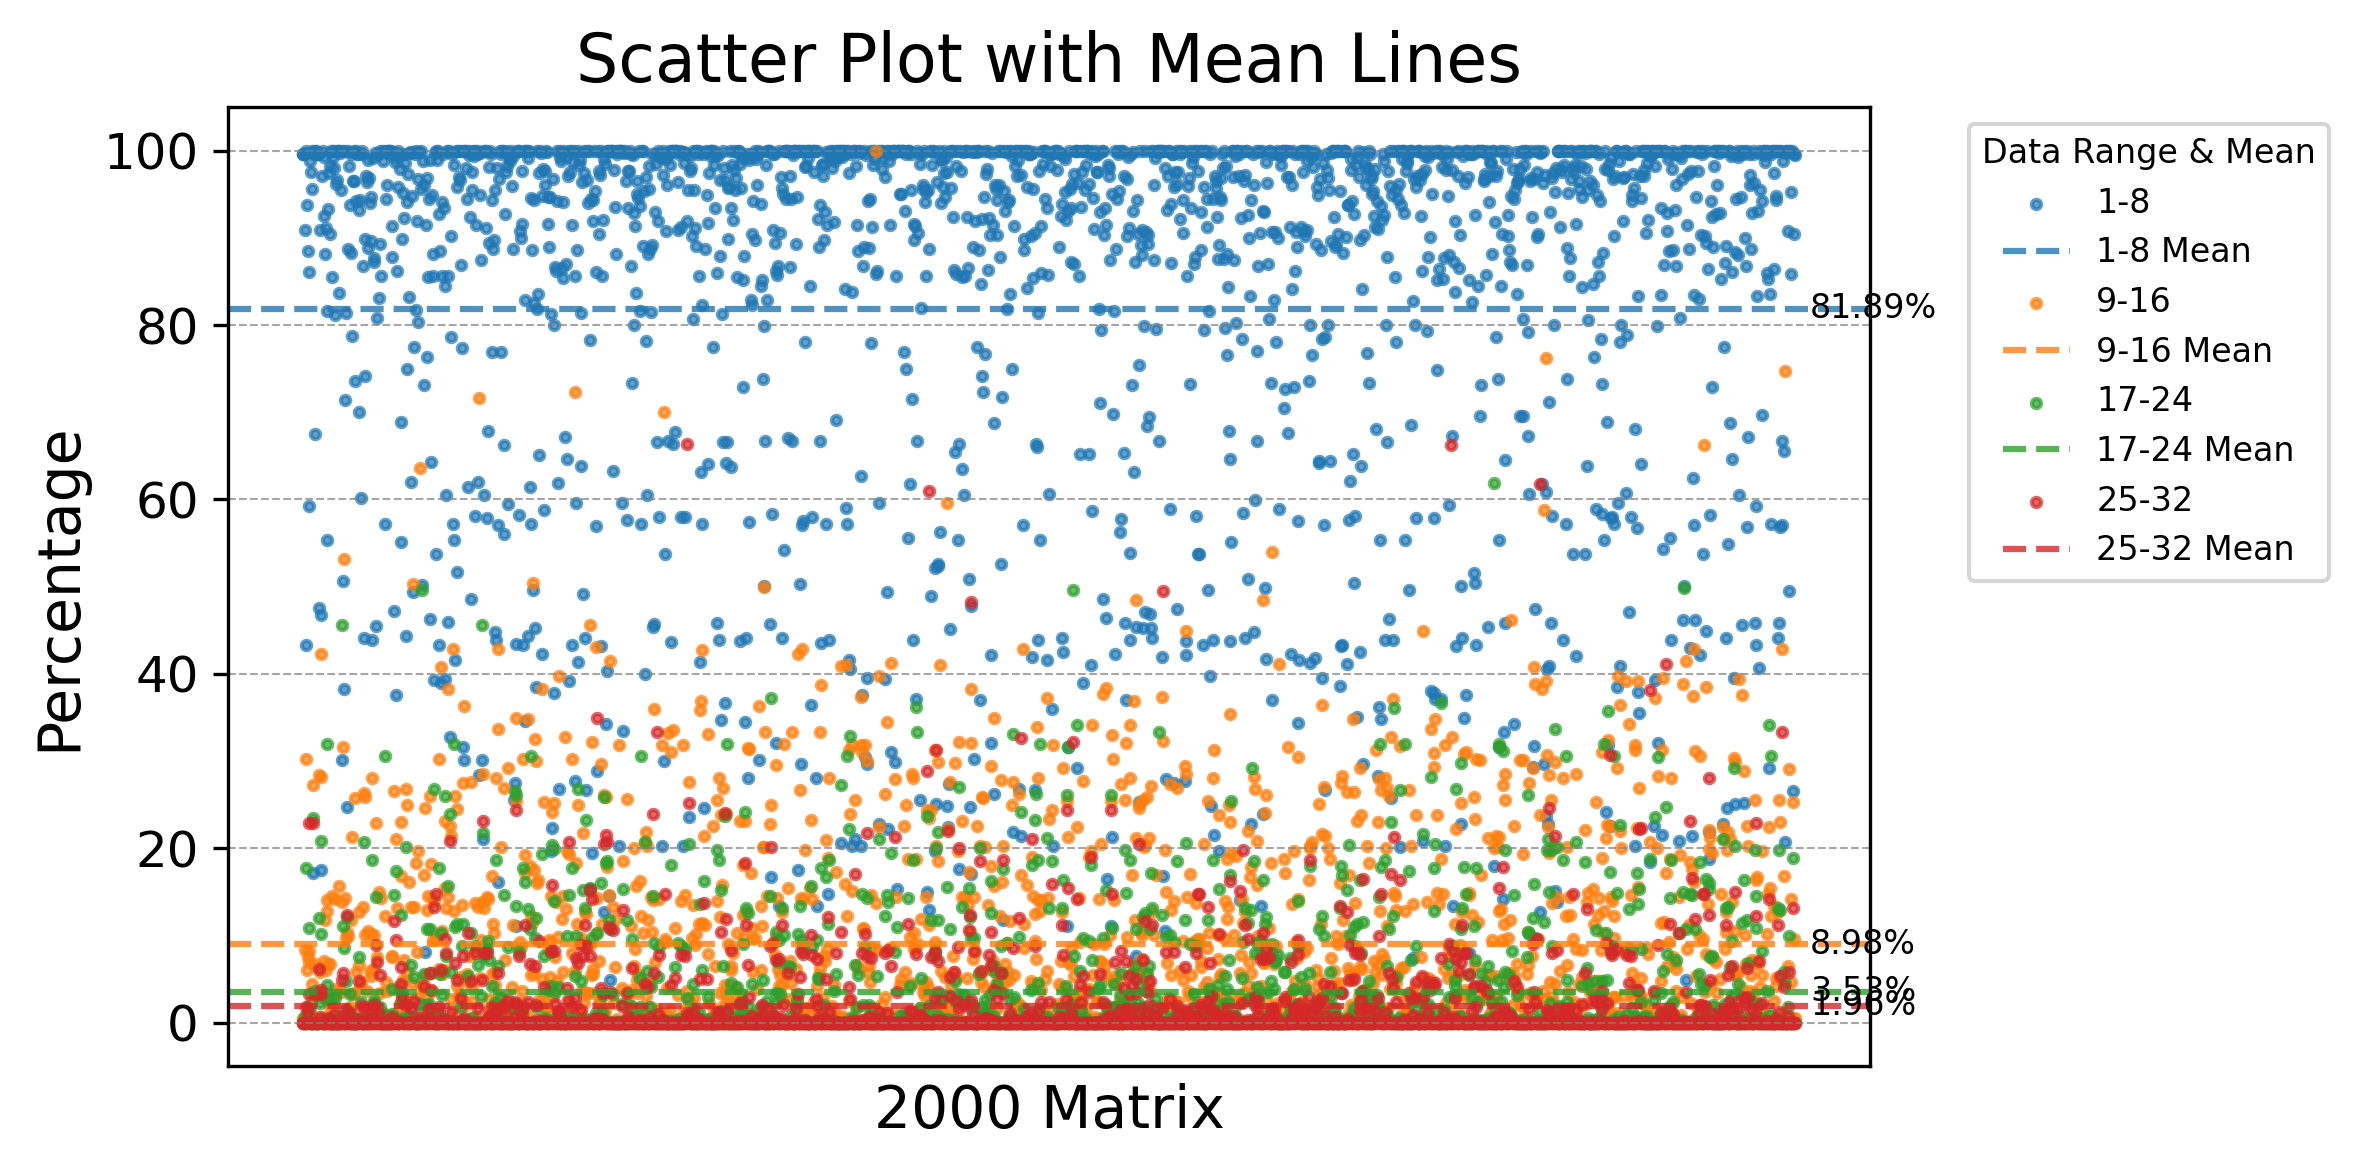 Scatter Plot with Mean Lines
Percentage
100
80
60
40
20
0
81.89%
8.98%
3.53%
1.96%
2000 Matrix
Data Range & Mean
1-8
1-8 Mean
9-16
9-16 Mean
17-24
17-24 Mean
25-32
25-32 Mean